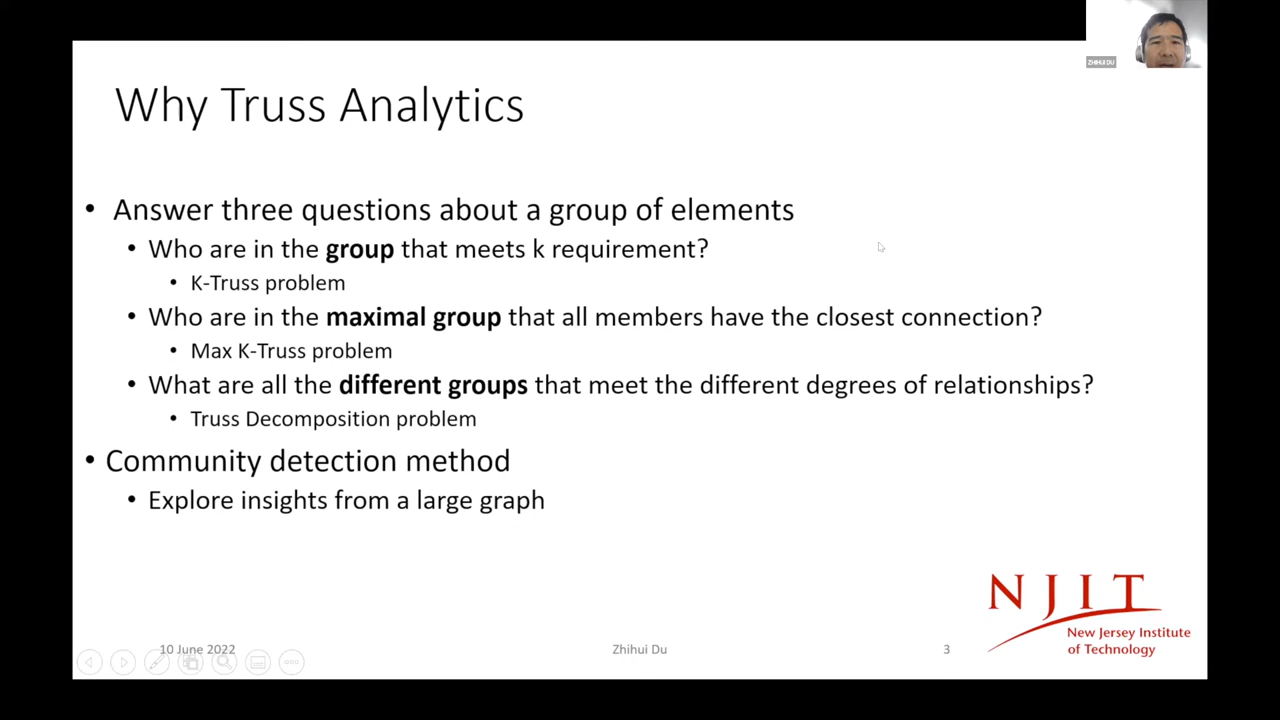 ZHIHUI DU
Why Truss Analytics
• Answer three questions about a group of elements
• Who are in the group that meets k requirement?
• K-Truss problem
• Who are in the maximal group that all members have the closest connection?
• Max K-Truss problem
• What are all the different groups that meet the different degrees of relationships?
• Truss Decomposition problem
• Community detection method
• Explore insights from a large graph
NJIT
New Jersey Institute
of Technology
10 June 2022
Zhihui Du
3